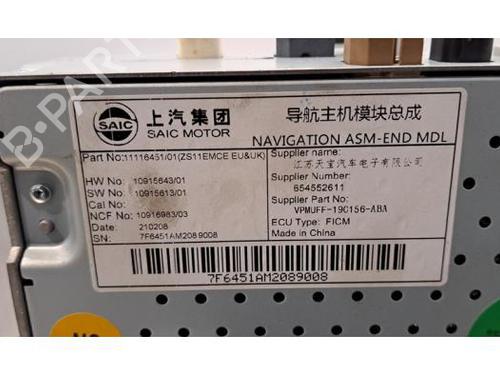 SAIC
上汽集团
SAIC MOTOR
导航主机模块总成
NAVIGATION ASM-END MDL
Part No:11116451/01(ZS11EMCE EU&UK)
HW No: 10915643/01
SW No: 10915613/01
Cal No:
NCF No: 10916983/03
Date: 210208
SN: 7F6451AM2089008
Supplier name:
江苏天宝汽车电子有限公司
Supplier Number:
654552611
Supplier Part No:
VPMUFF-19C156-ABA
ECU Type: FICM
Made in China
7F6451AM2089008